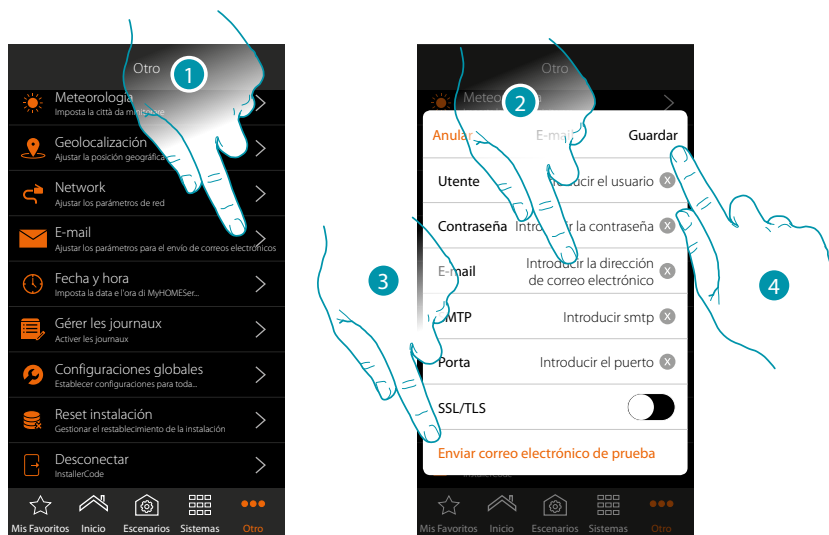 Otro
1
Meteorología
Imposta la città da
Geolocalización
Ajustar la posición geográfica
Network
Ajustar los parámetros de red
E-mail
Ajustar los parámetros para el envío de correos electrónicos
Fecha y hora
Imposta la data e l'ora di MyHOMESer...
Gérer les journaux
Activer les journaux
Configuraciones globales
Establecer configuraciones para toda...
Reset instalación
Gestionar el restablecimiento de la instalación
Desconectar
InstallerCode
Mis Favoritos Inicio Escenarios Sistemas Otro
Otro
2
Anular E-mail Guardar
Utente el usuario X
Contraseña la contraseña X
E-mail Introducir la dirección
de correo electrónico X
3
4
SMTP Introducir smtp X
Porta Introducir el puerto X
SSL/TLS
Enviar correo electrónico de prueba
InstallerCode
Mis Favoritos Inicio Escenarios Sistemas Otro